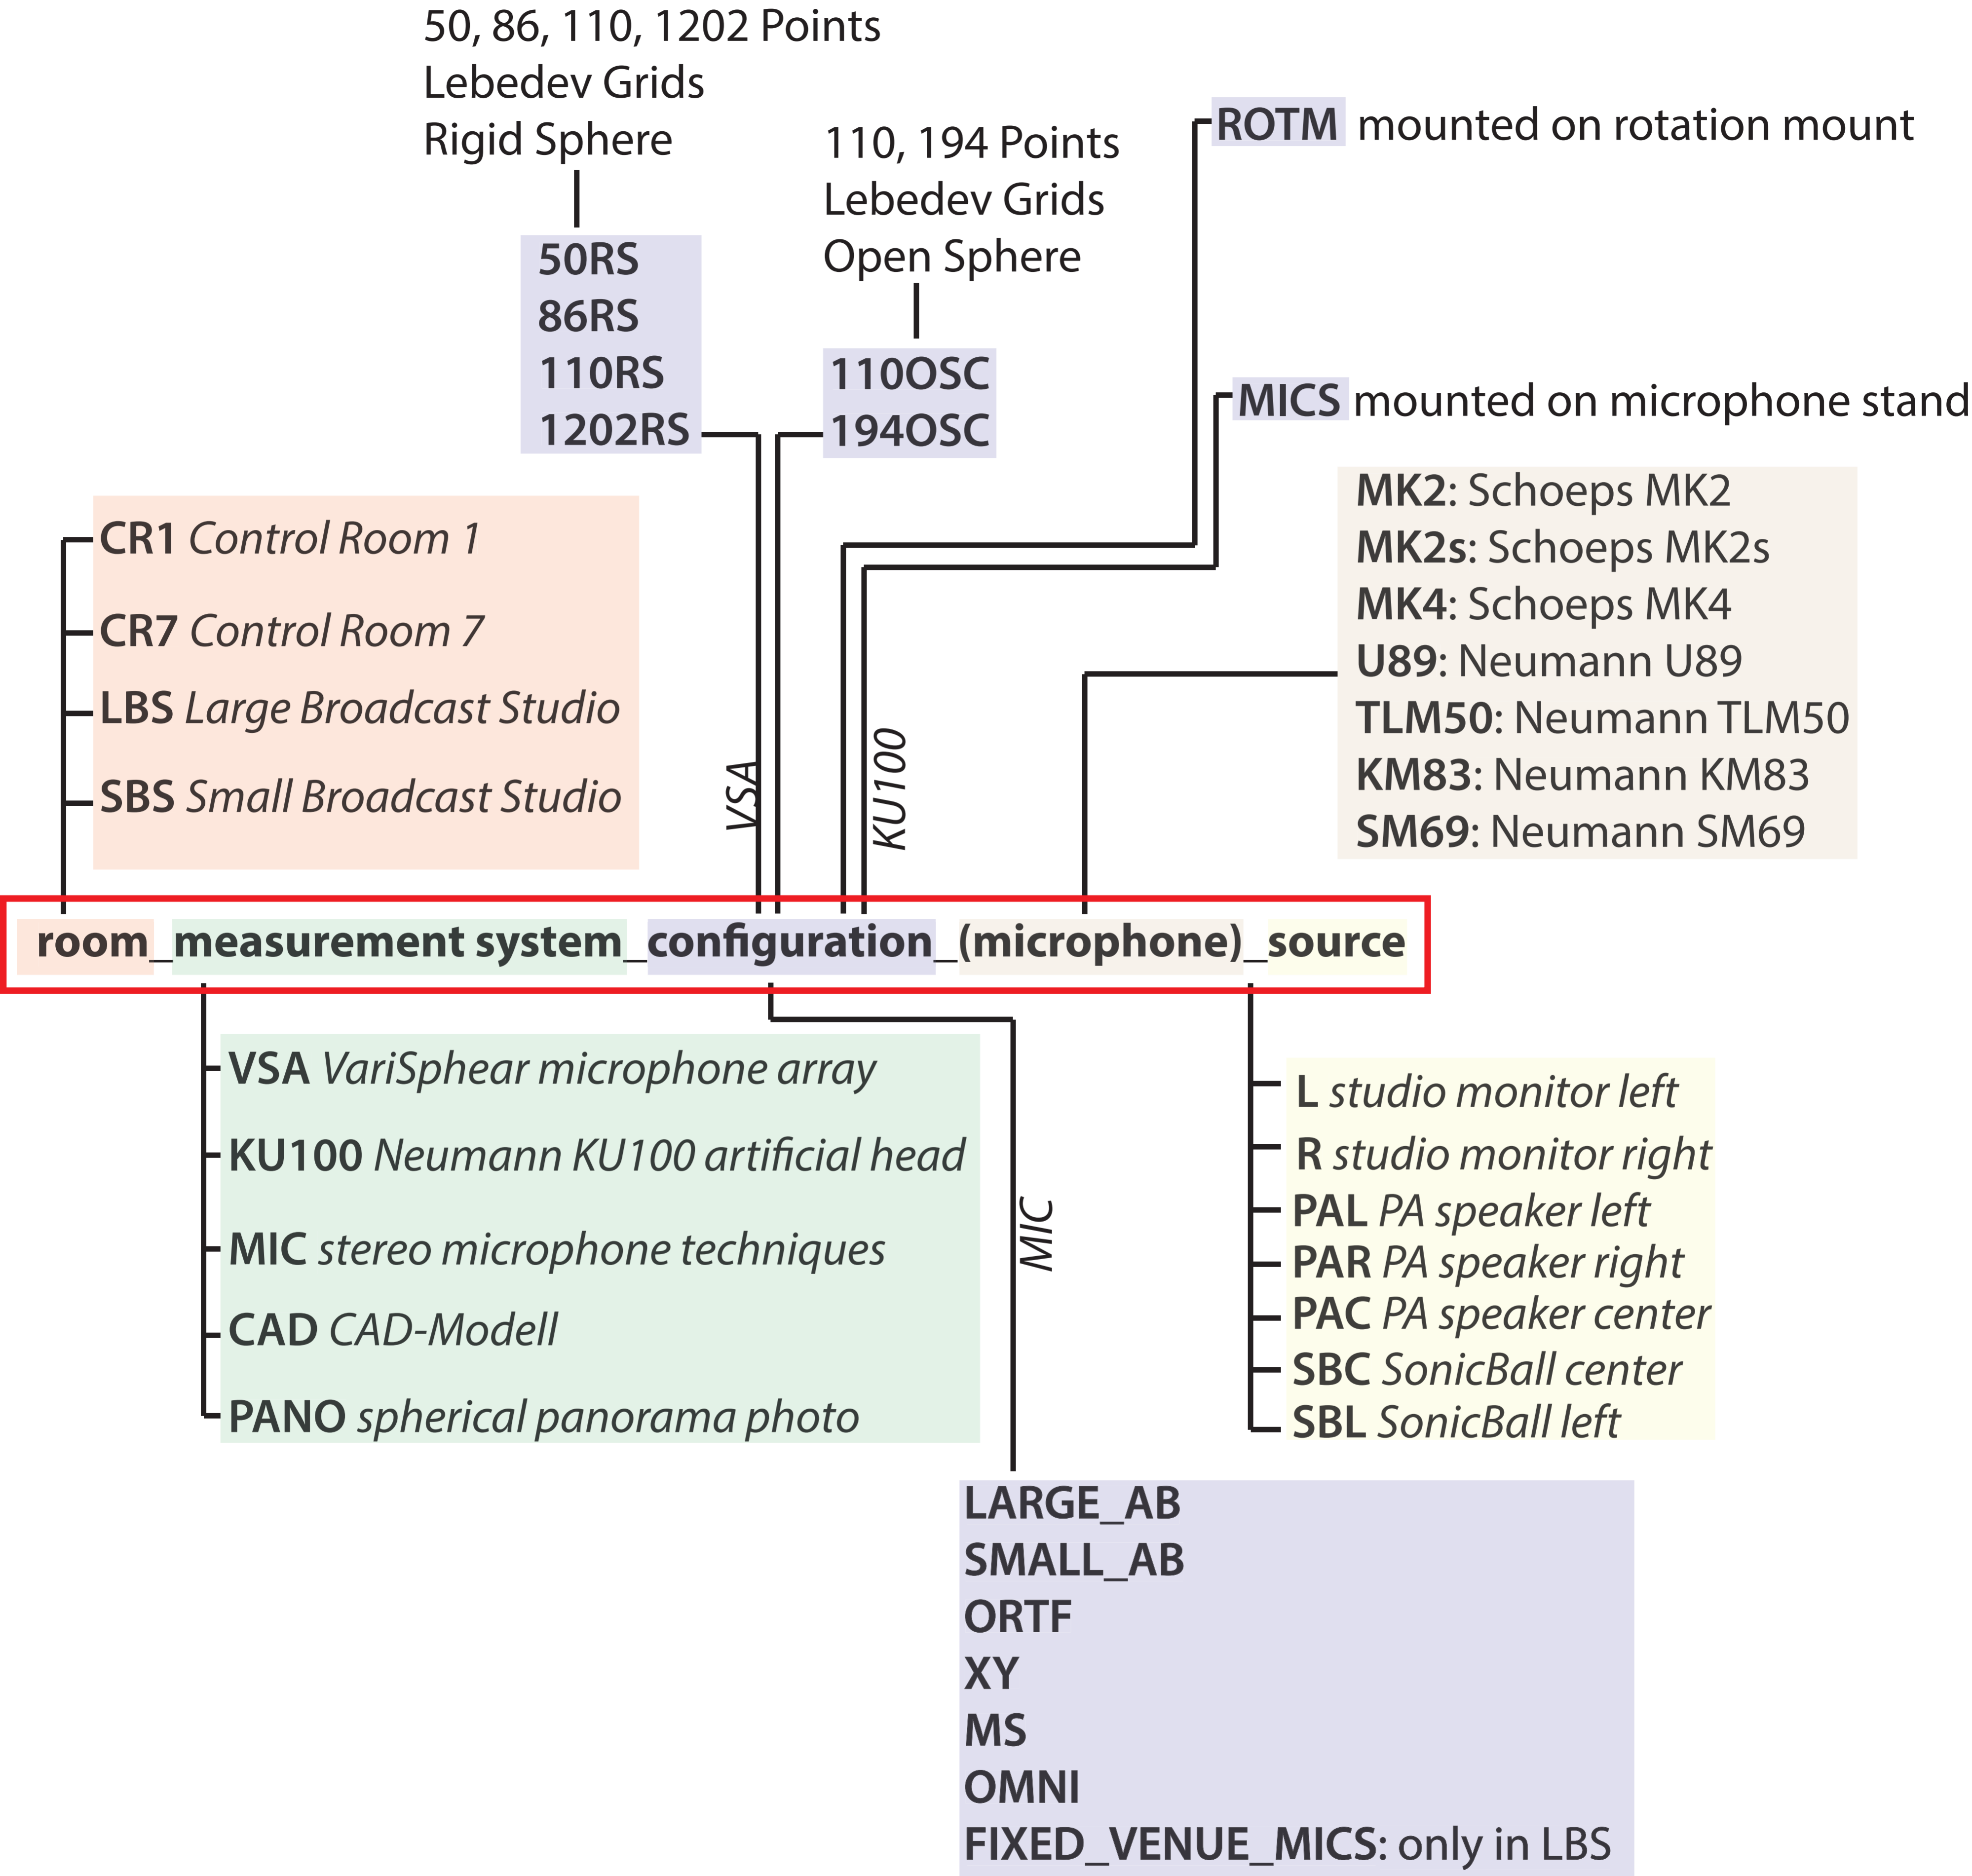 50, 86, 110, 1202 Points
Lebedev Grids
Rigid Sphere
110, 194 Points
Lebedev Grids
Open Sphere
ROTM mounted on rotation mount
50RS
86RS
110RS
1202RS
110OSC
194OSC
MICS mounted on microphone stand
MK2: Schoeps MK2
MK2s: Schoeps MK2s
MK4: Schoeps MK4
U89: Neumann U89
TLM50: Neumann TLM50
KM83: Neumann KM83
SM69: Neumann SM69
CR1 Control Room 1
CR7 Control Room 7
LBS Large Broadcast Studio
SBS Small Broadcast Studio
VSA
KU100
room_measurement system_configuration_(microphone)_source
VSA VariSphear microphone array
KU100 Neumann KU100 artificial head
MIC stereo microphone techniques
CAD CAD-Modell
PANO spherical panorama photo
MIC
L studio monitor left
R studio monitor right
PAL PA speaker left
PAR PA speaker right
PAC PA speaker center
SBC SonicBall center
SBL SonicBall left
LARGE_AB
SMALL_AB
ORTF
XY
MS
OMNI
FIXED_VENUE_MICS: only in LBS